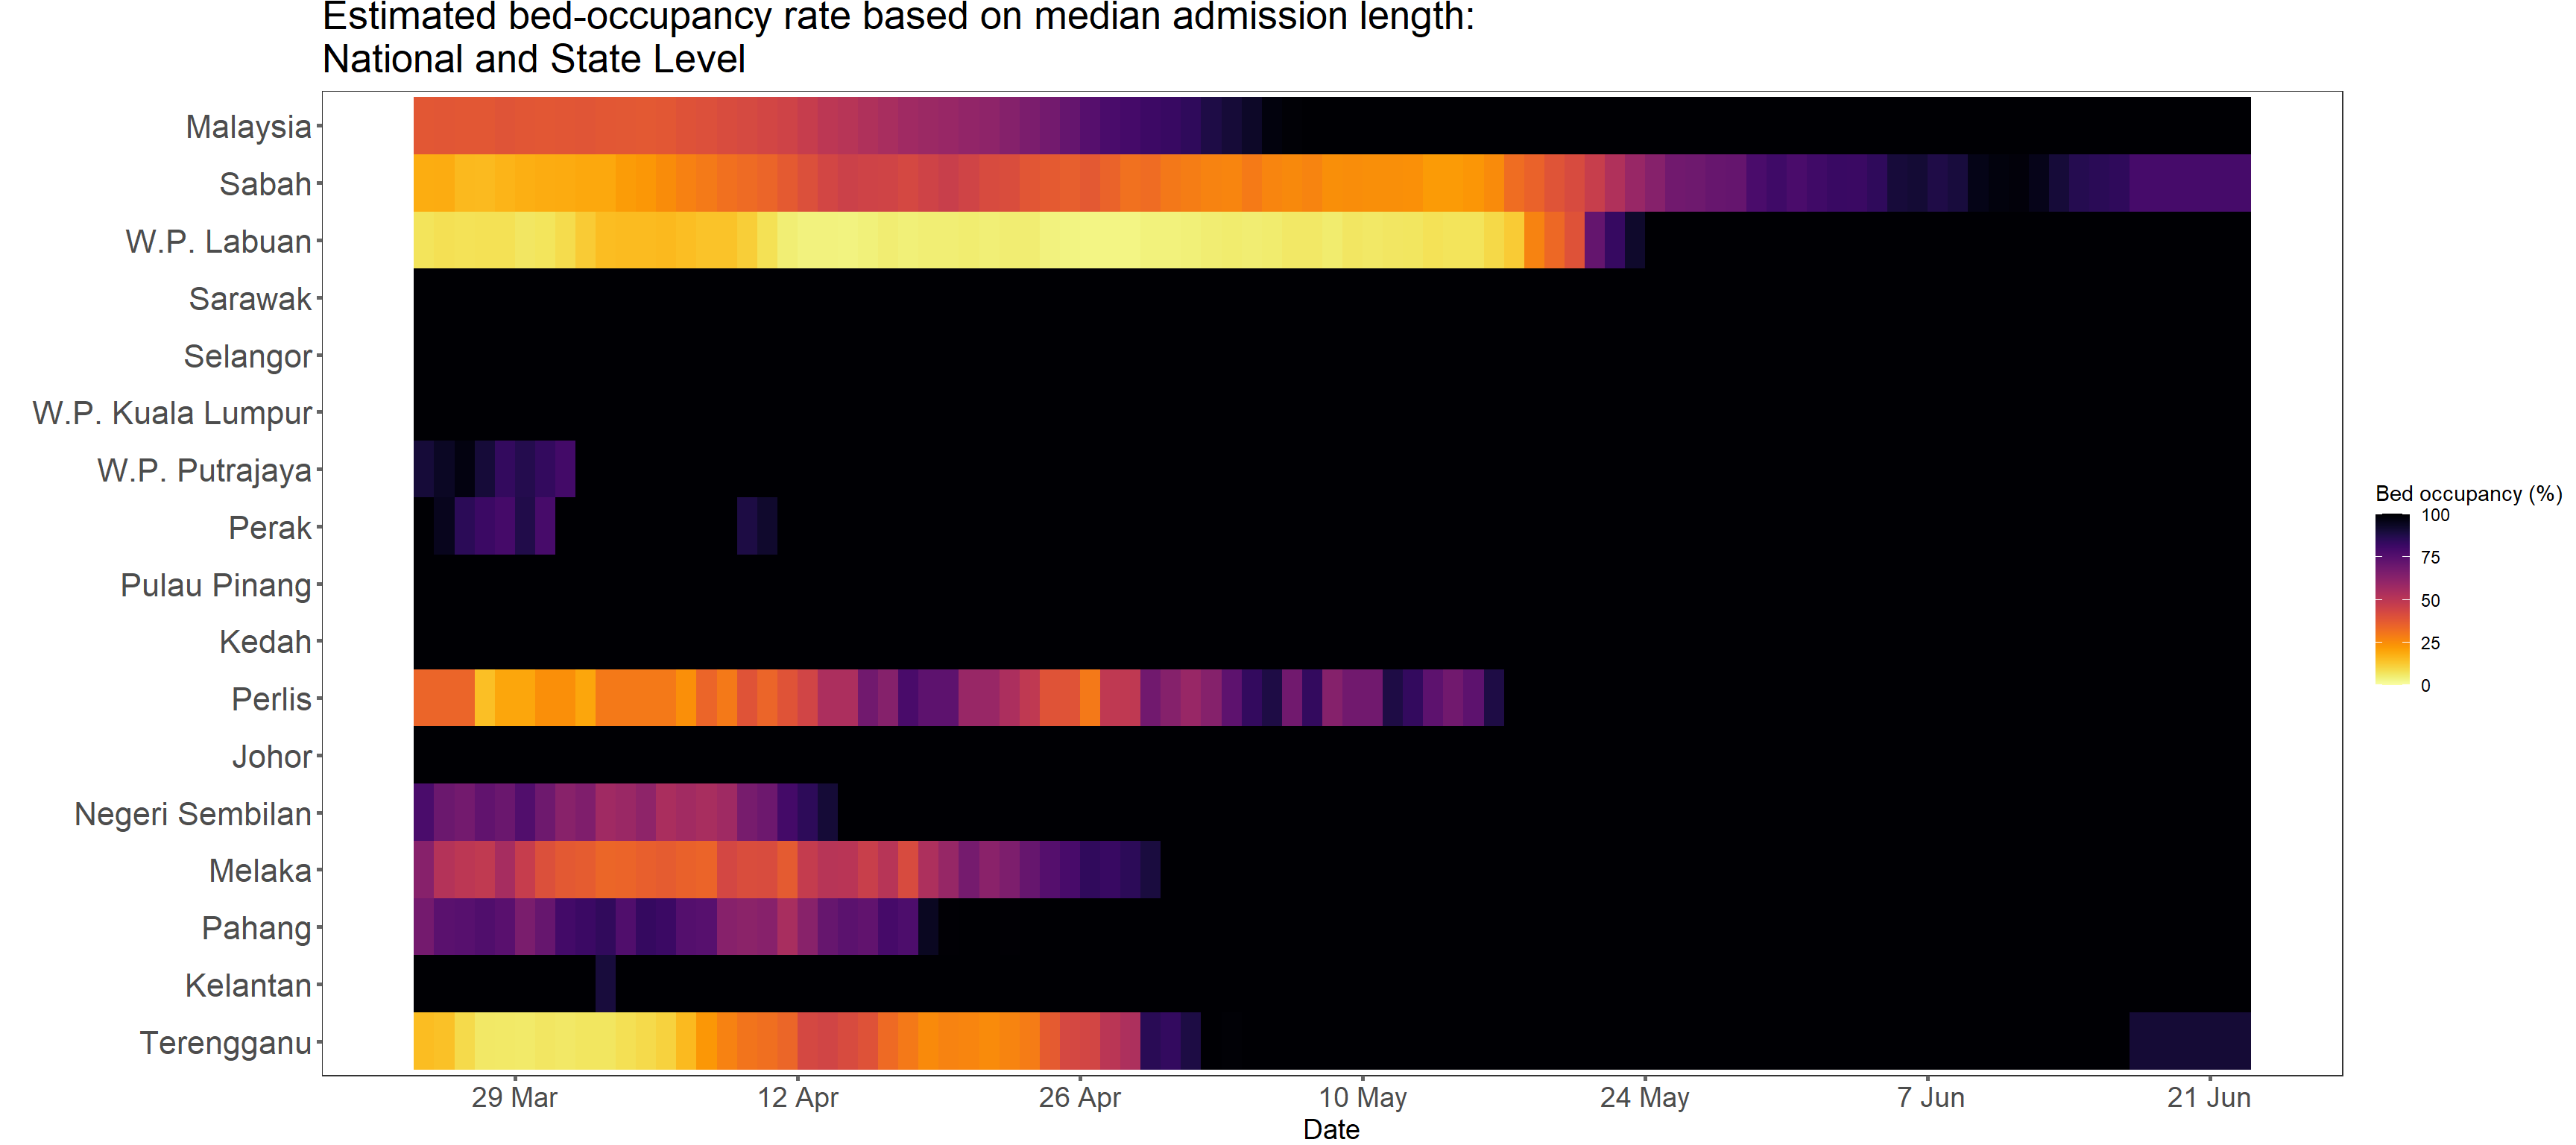 Estimated bed-occupancy rate based on median admission length:
National and State Level
Malaysia
Sabah
W.P. Labuan
Sarawak
Selangor
W.P. Kuala Lumpur
W.P. Putrajaya
Perak
Pulau Pinang
Kedah
Perlis
Johor
Negeri Sembilan
Melaka
Pahang
Kelantan
Terengganu
29 Mar
12 Apr
26 Apr
10 May
24 May
7 Jun
21 Jun
Date
Bed occupancy (%)
100
75
50
25
0